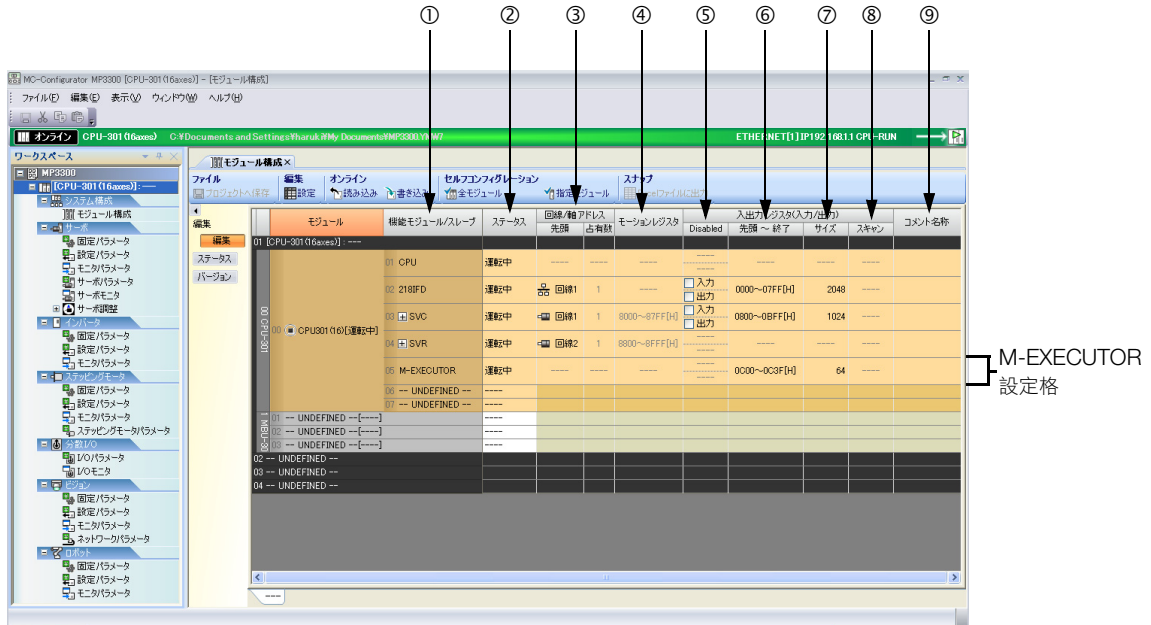 ① ② ③ ④ ⑤ ⑥ ⑦ ⑧ ⑨
MC-Configurator MP3300 [CPU-301(16axes)] - [モジュール構成]
ファイル(F) 編集(E) 表示(V) ウィンドウ(W) ヘルプ(H)
オンライン CPU-301(16axes) C:¥Documents and Settings¥haruki¥My Documents¥MP3300.YMW7 ETHERNET[1] IP192.168.1.1 CPU-RUN
ワークスペース
MP3300
[CPU-301(16axes)] : ----
システム構成
モジュール構成
サーボ
固定パラメータ
設定パラメータ
モニタパラメータ
サーボパラメータ
サーボモニタ
サーボ調整
インバータ
固定パラメータ
設定パラメータ
モニタパラメータ
ステッピングモータ
固定パラメータ
設定パラメータ
モニタパラメータ
ステッピングモータパラメータ
分散I/O
I/Oパラメータ
I/Oモニタ
ビジョン
固定パラメータ
設定パラメータ
モニタパラメータ
ネットワークパラメータ
ロボット
固定パラメータ
設定パラメータ
モニタパラメータ
モジュール構成×
ファイル 編集 オンライン セルフコンフィグレーション スナップ
プロジェクトへ保存 設定 読み込み 書き込み 全モジュール 指定モジュール Excelファイルに出力
編集
編集
ステータス
バージョン
モジュール 機能モジュール/スレーブ ステータス 回線/軸アドレス モーションレジスタ 入出力レジスタ(入力/出力) コメント名称
先頭 占有数 Disabled 先頭 ～ 終了 サイズ スキャン
01 [CPU-301(16axes)] : ----
00 CPU-301
00 CPU301(16)[運転中]
01 CPU 運転中 ---- ---- ---- ---- ---- ---- ---- ----
02 218IFD 運転中 回線1 1 ---- 入力 出力 0000～07FF[H] 2048 ----
03 SVC 運転中 回線1 1 8000～87FF[H] 入力 出力 0800～0BFF[H] 1024 ----
04 SVR 運転中 回線2 1 8800～8FFF[H] ---- ---- ---- ---- ----
05 M-EXECUTOR 運転中 ---- ---- ---- ---- ---- 0C00～0C3F[H] 64 ----
06 -- UNDEFINED -- ----
07 -- UNDEFINED -- ----
01 -- UNDEFINED --[----] ----
02 -- UNDEFINED --[----] ----
03 -- UNDEFINED --[----] ----
02 -- UNDEFINED --
03 -- UNDEFINED --
04 -- UNDEFINED --
----
M-EXECUTOR
設定格